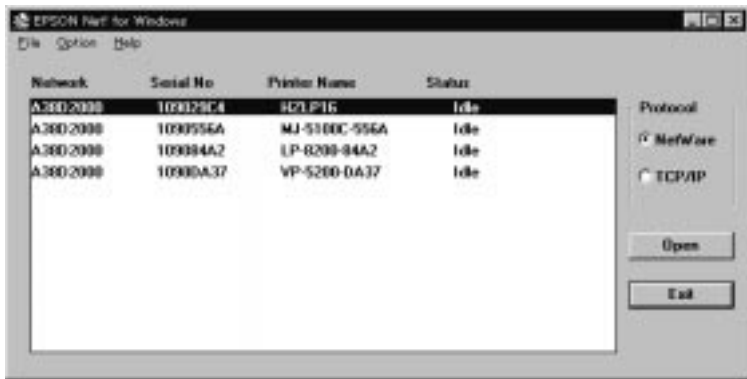 EPSON Net! for Windows
File Option Help
Network Serial No Printer Name Status
A38D2000 109029C4 H2LP16 Idle
A38D2000 1090556A MJ-5100C-556A Idle
A38D2000 109084A2 LP-8200-84A2 Idle
A38D2000 1090DA37 VP-5200-DA37 Idle
Protocol
NetWare
TCP/IP
Open
Exit